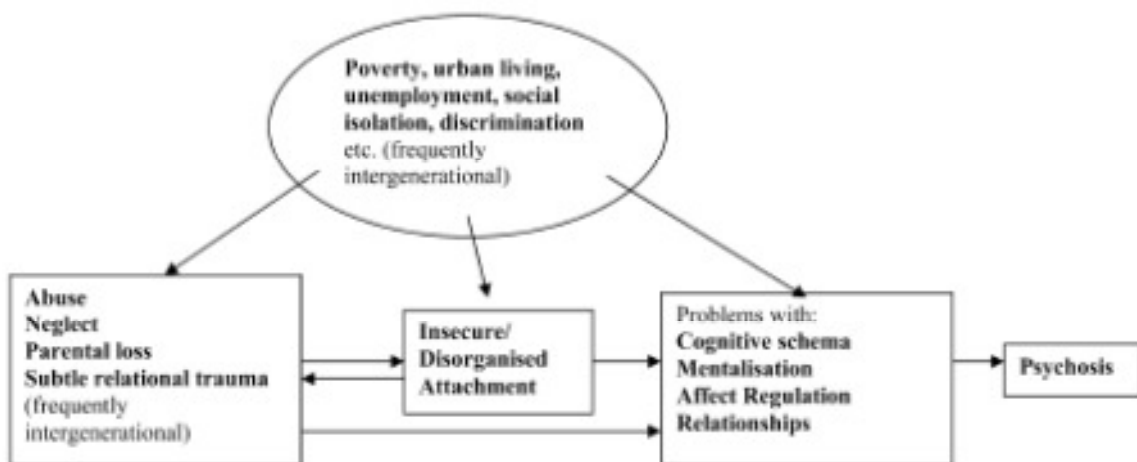 Poverty, urban living,
unemployment, social
isolation, discrimination
etc. (frequently
intergenerational)
Abuse
Neglect
Parental loss
Subtle relational trauma
(frequently
intergenerational)
Insecure/
Disorganised
Attachment
Problems with:
Cognitive schema
Mentalisation
Affect Regulation
Relationships
Psychosis